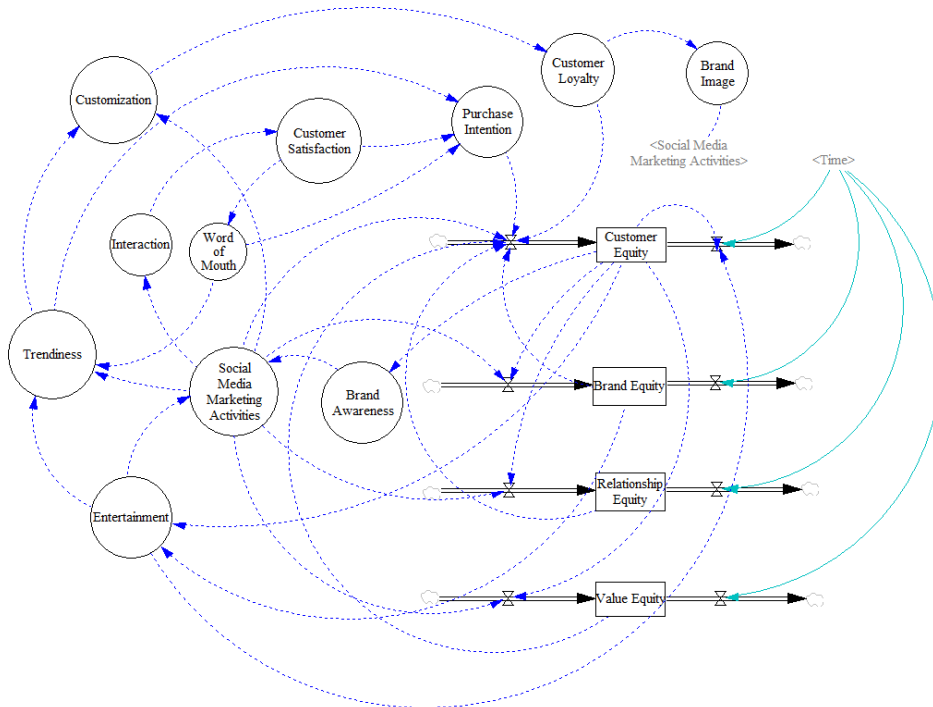 Customer
Loyalty
Brand
Image
Customization
Purchase
Intention
Customer
Satisfaction
<Social Media
Marketing Activities>
<Time>
Interaction
Word
of
Mouth
Customer
Equity
Trendiness
Social
Media
Marketing
Activities
Brand
Awareness
Brand Equity
Relationship
Equity
Entertainment
Value Equity